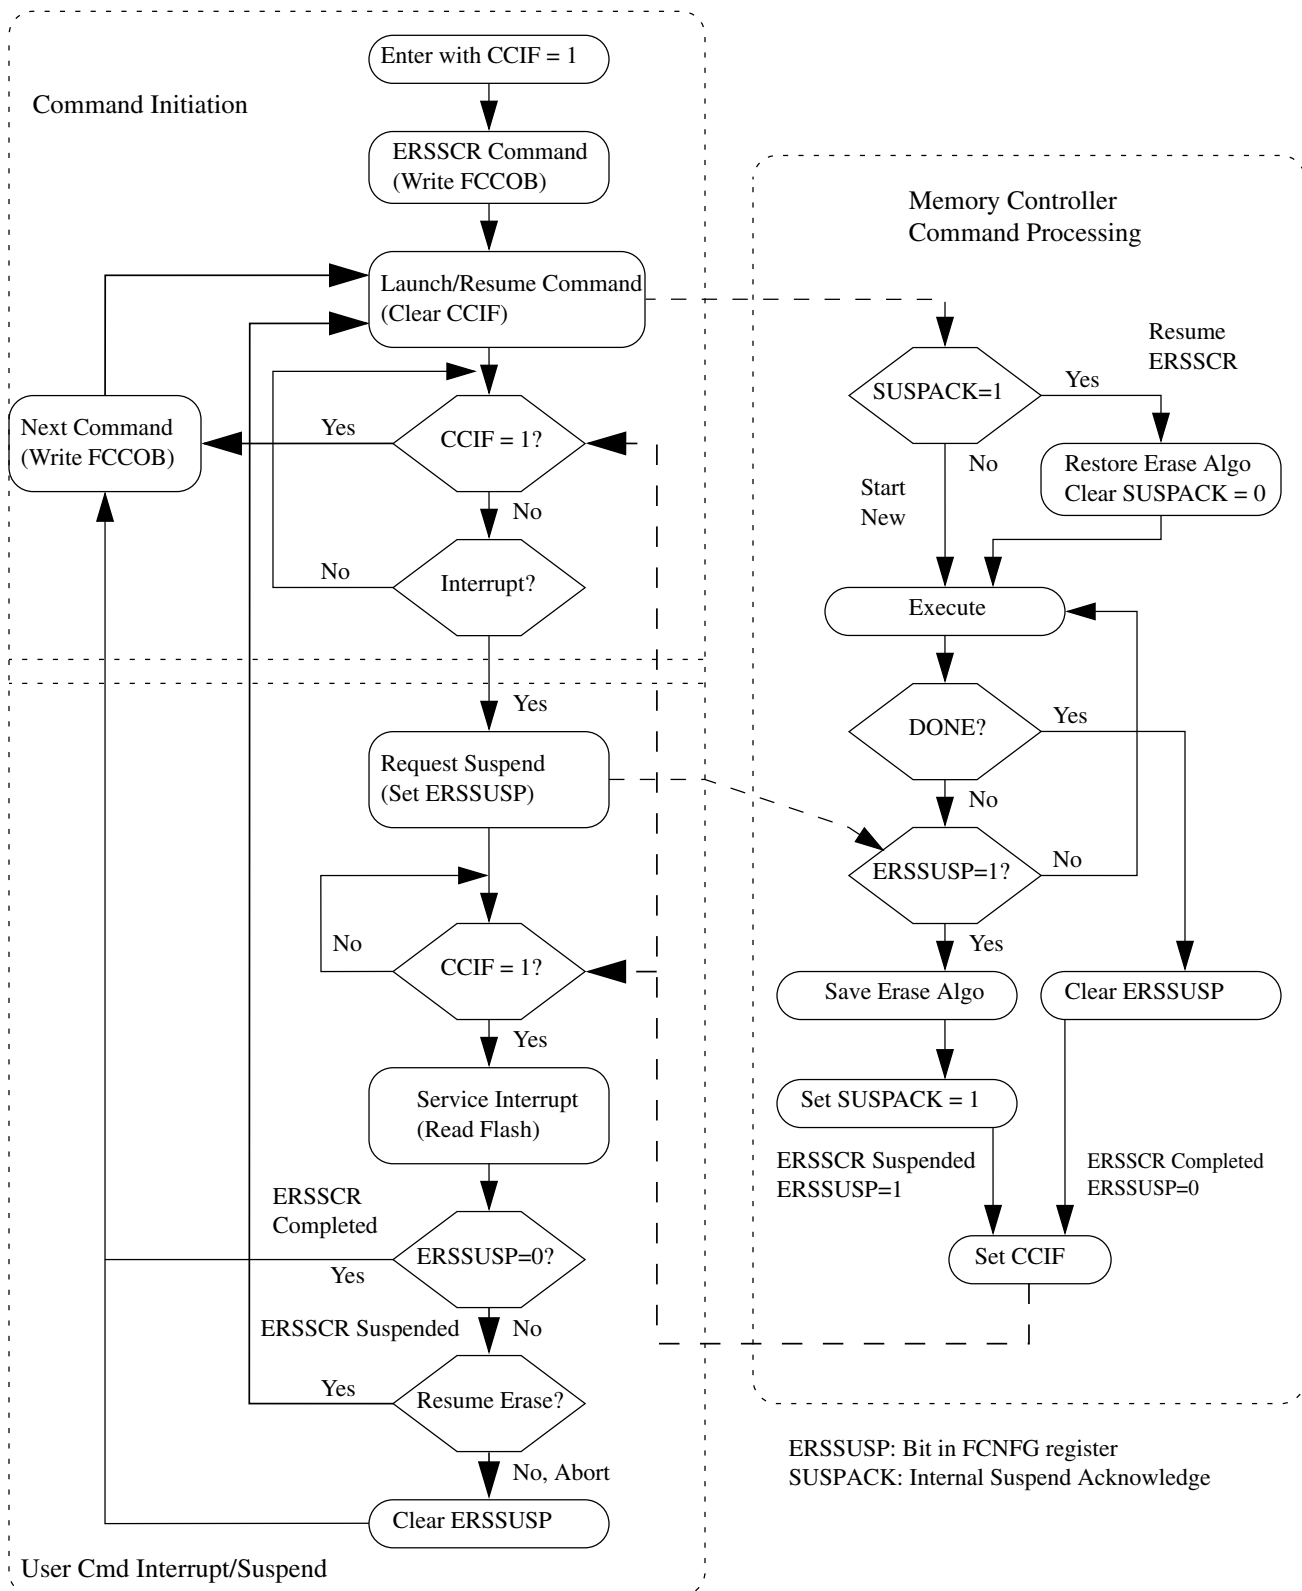 Enter with CCIF = 1
Command Initiation
ERSSCR Command
(Write FCCOB)
Launch/Resume Command
(Clear CCIF)
Next Command
(Write FCCOB)
Yes
CCIF = 1?
No
No
Interrupt?
Yes
Request Suspend
(Set ERSSUSP)
No
CCIF = 1?
Yes
Service Interrupt
(Read Flash)
ERSSCR
Completed
ERSSUSP=0?
Yes
ERSSCR Suspended
No
Yes
Resume Erase?
No, Abort
Clear ERSSUSP
User Cmd Interrupt/Suspend
Memory Controller
Command Processing
Resume
ERSSCR
SUSPACK=1
Yes
No
Restore Erase Algo
Clear SUSPACK = 0
Start
New
Execute
DONE?
Yes
No
ERSSUSP=1?
No
Yes
Save Erase Algo
Clear ERSSUSP
Set SUSPACK = 1
ERSSCR Suspended
ERSSUSP=1
ERSSCR Completed
ERSSUSP=0
Set CCIF
ERSSUSP: Bit in FCNFG register
SUSPACK: Internal Suspend Acknowledge